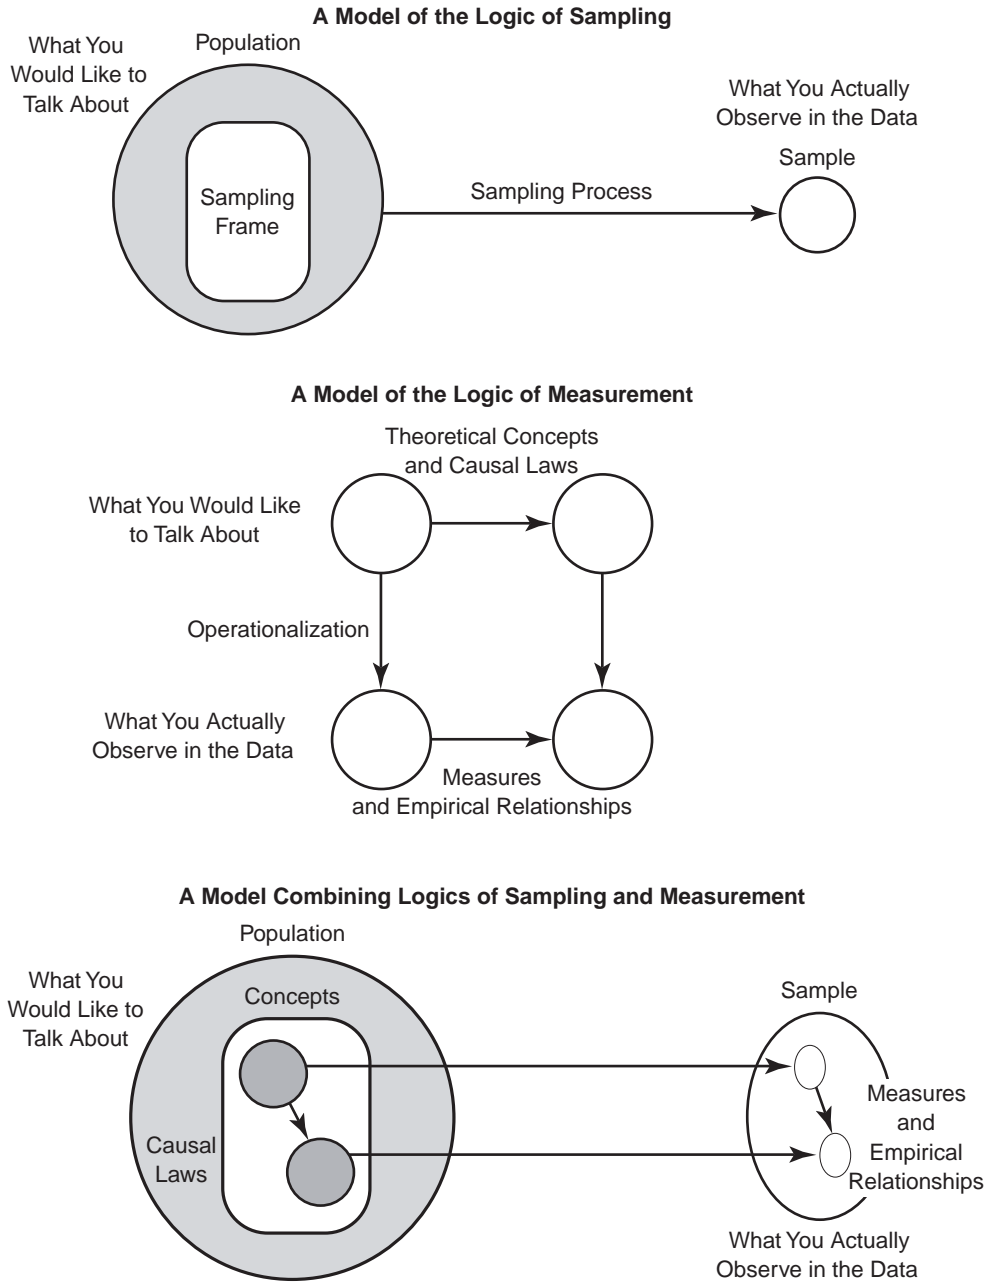 A Model of the Logic of Sampling
What You
Would Like to
Talk About
Population
Sampling
Frame
Sampling Process
What You Actually
Observe in the Data
Sample
A Model of the Logic of Measurement
Theoretical Concepts
and Causal Laws
What You Would Like
to Talk About
Operationalization
What You Actually
Observe in the Data
Measures
and Empirical Relationships
A Model Combining Logics of Sampling and Measurement
Population
What You
Would Like to
Talk About
Concepts
Causal
Laws
Sample
Measures
and
Empirical
Relationships
What You Actually
Observe in the Data